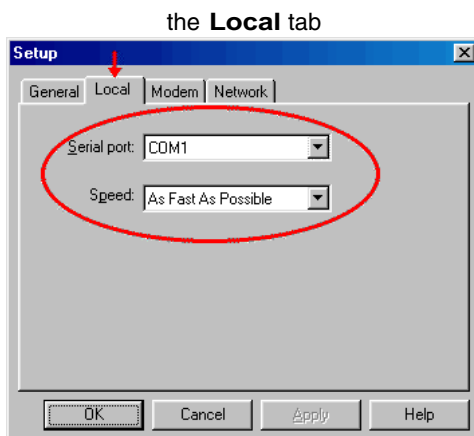 the Local tab
Setup
General Local Modem Network
Serial port: COM1
Speed: As Fast As Possible
OK Cancel Apply Help